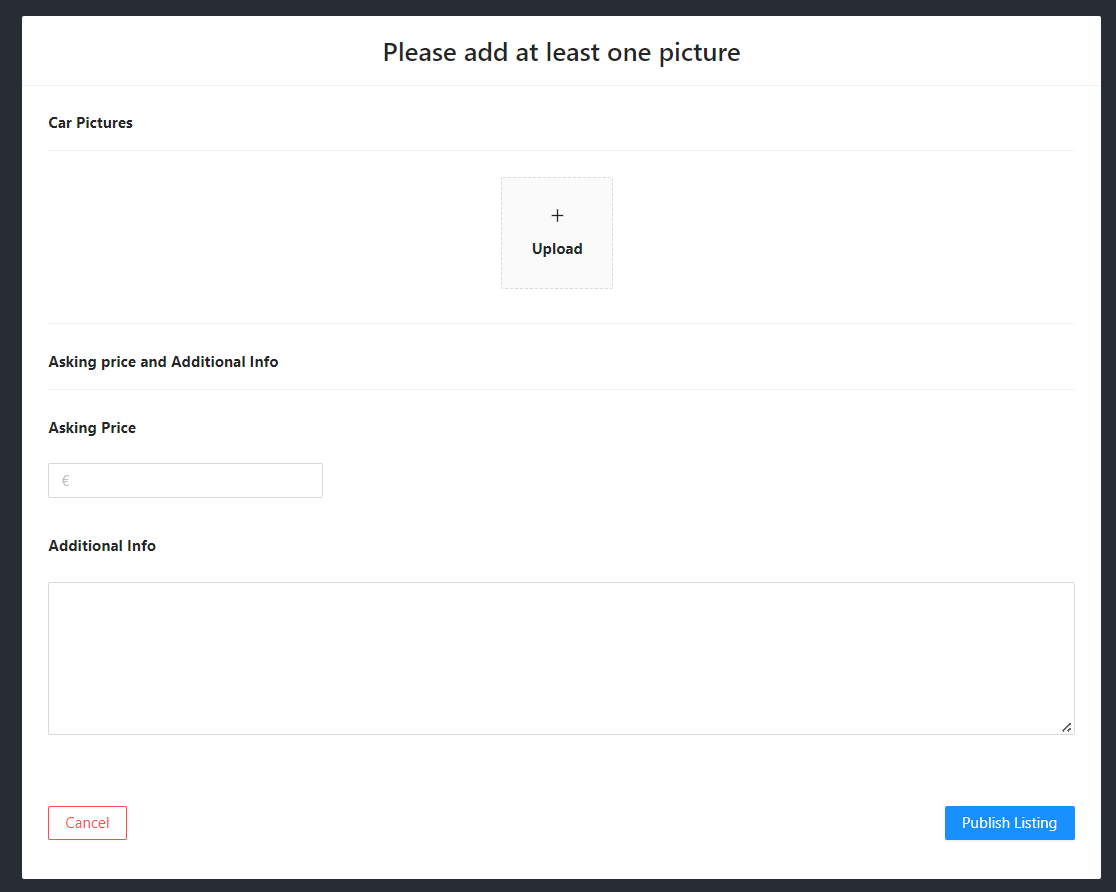 Please add at least one picture
Car Pictures
+
Upload
Asking price and Additional Info
Asking Price
€
Additional Info
Cancel
Publish Listing